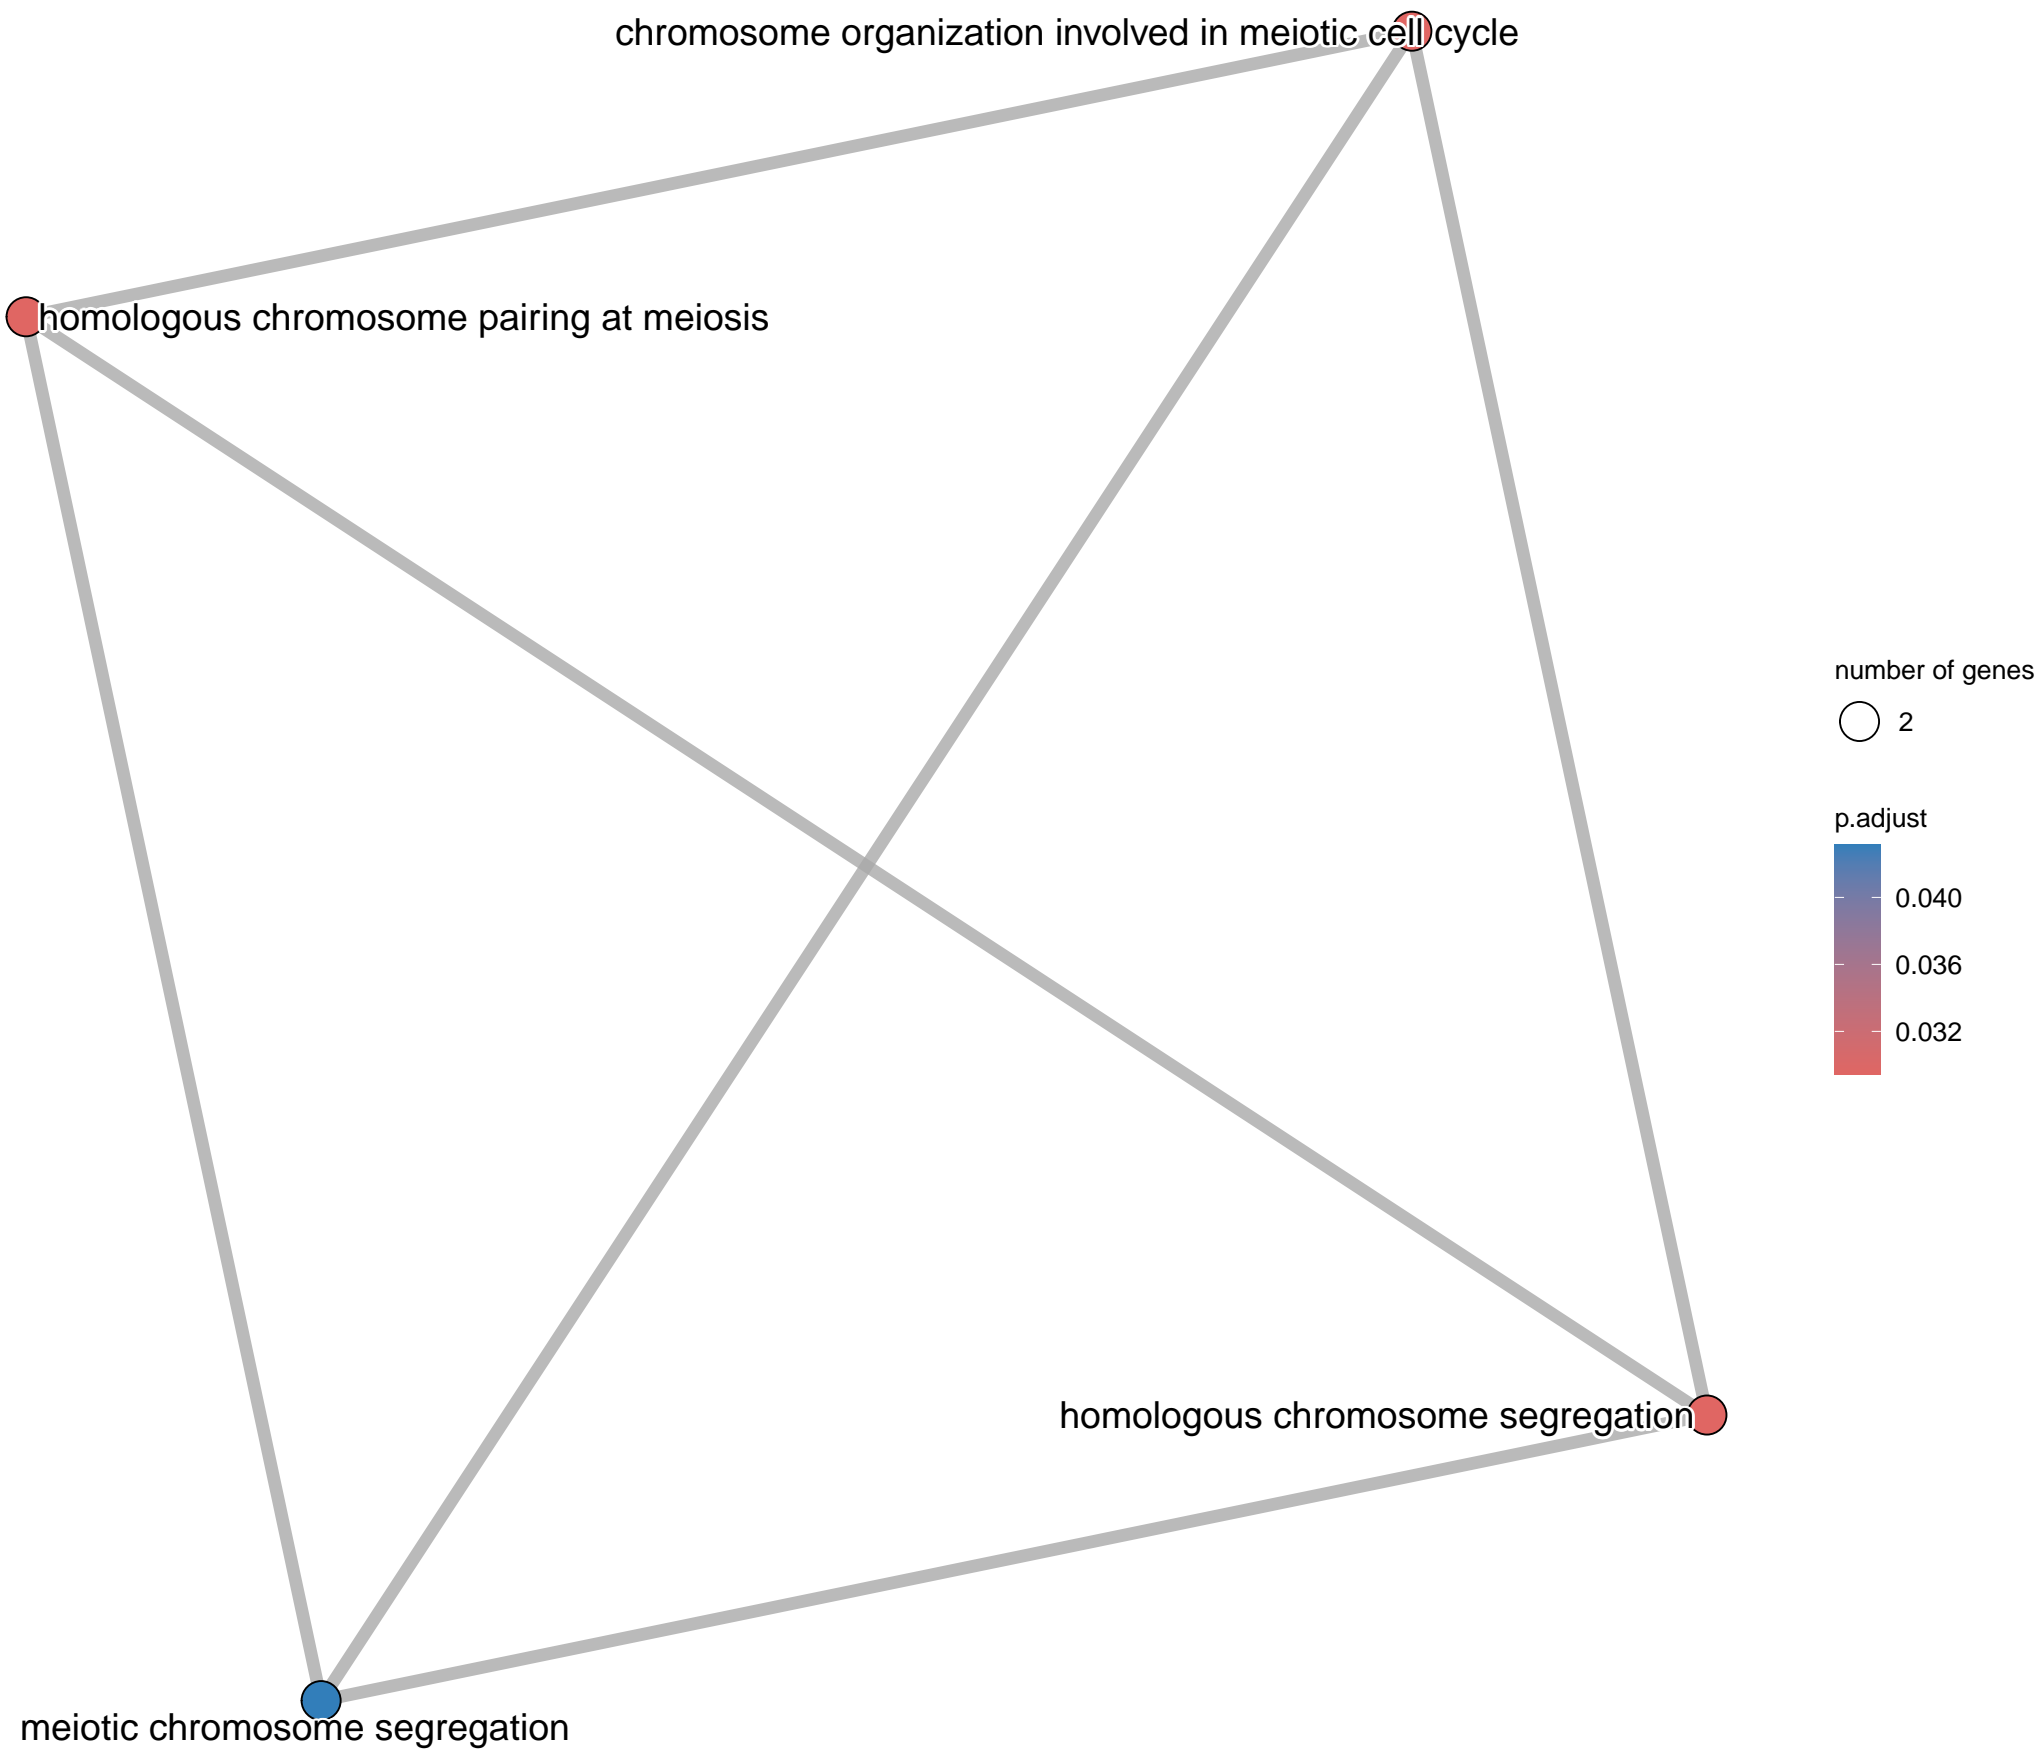 chromosome organization involved in meiotic cell cycle
homologous chromosome pairing at meiosis
number of genes
2
p.adjust
0.040
0.036
0.032
homologous chromosome segregation
meiotic chromosome segregation